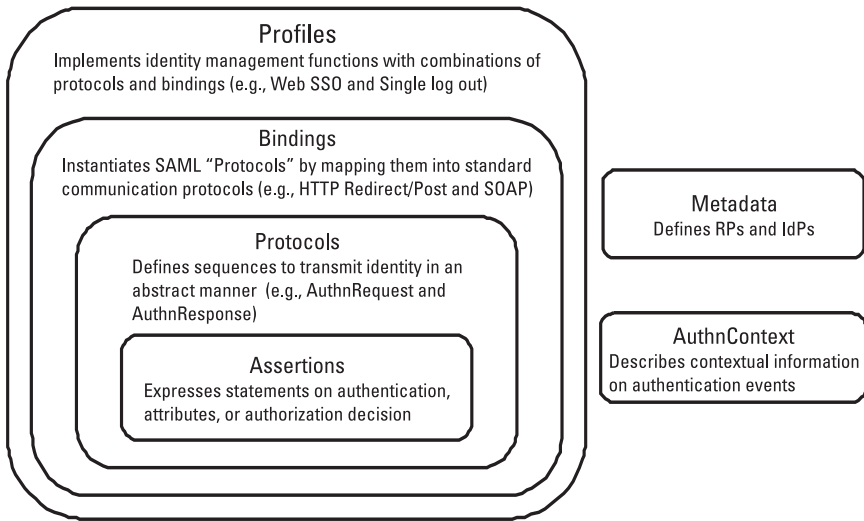 Profiles
Implements identity management functions with combinations of
protocols and bindings (e.g., Web SSO and Single log out)
Bindings
Instantiates SAML “Protocols” by mapping them into standard
communication protocols (e.g., HTTP Redirect/Post and SOAP)
Protocols
Defines sequences to transmit identity in an
abstract manner (e.g., AuthnRequest and
AuthnResponse)
Assertions
Expresses statements on authentication,
attributes, or authorization decision
Metadata
Defines RPs and IdPs
AuthnContext
Describes contextual information
on authentication events